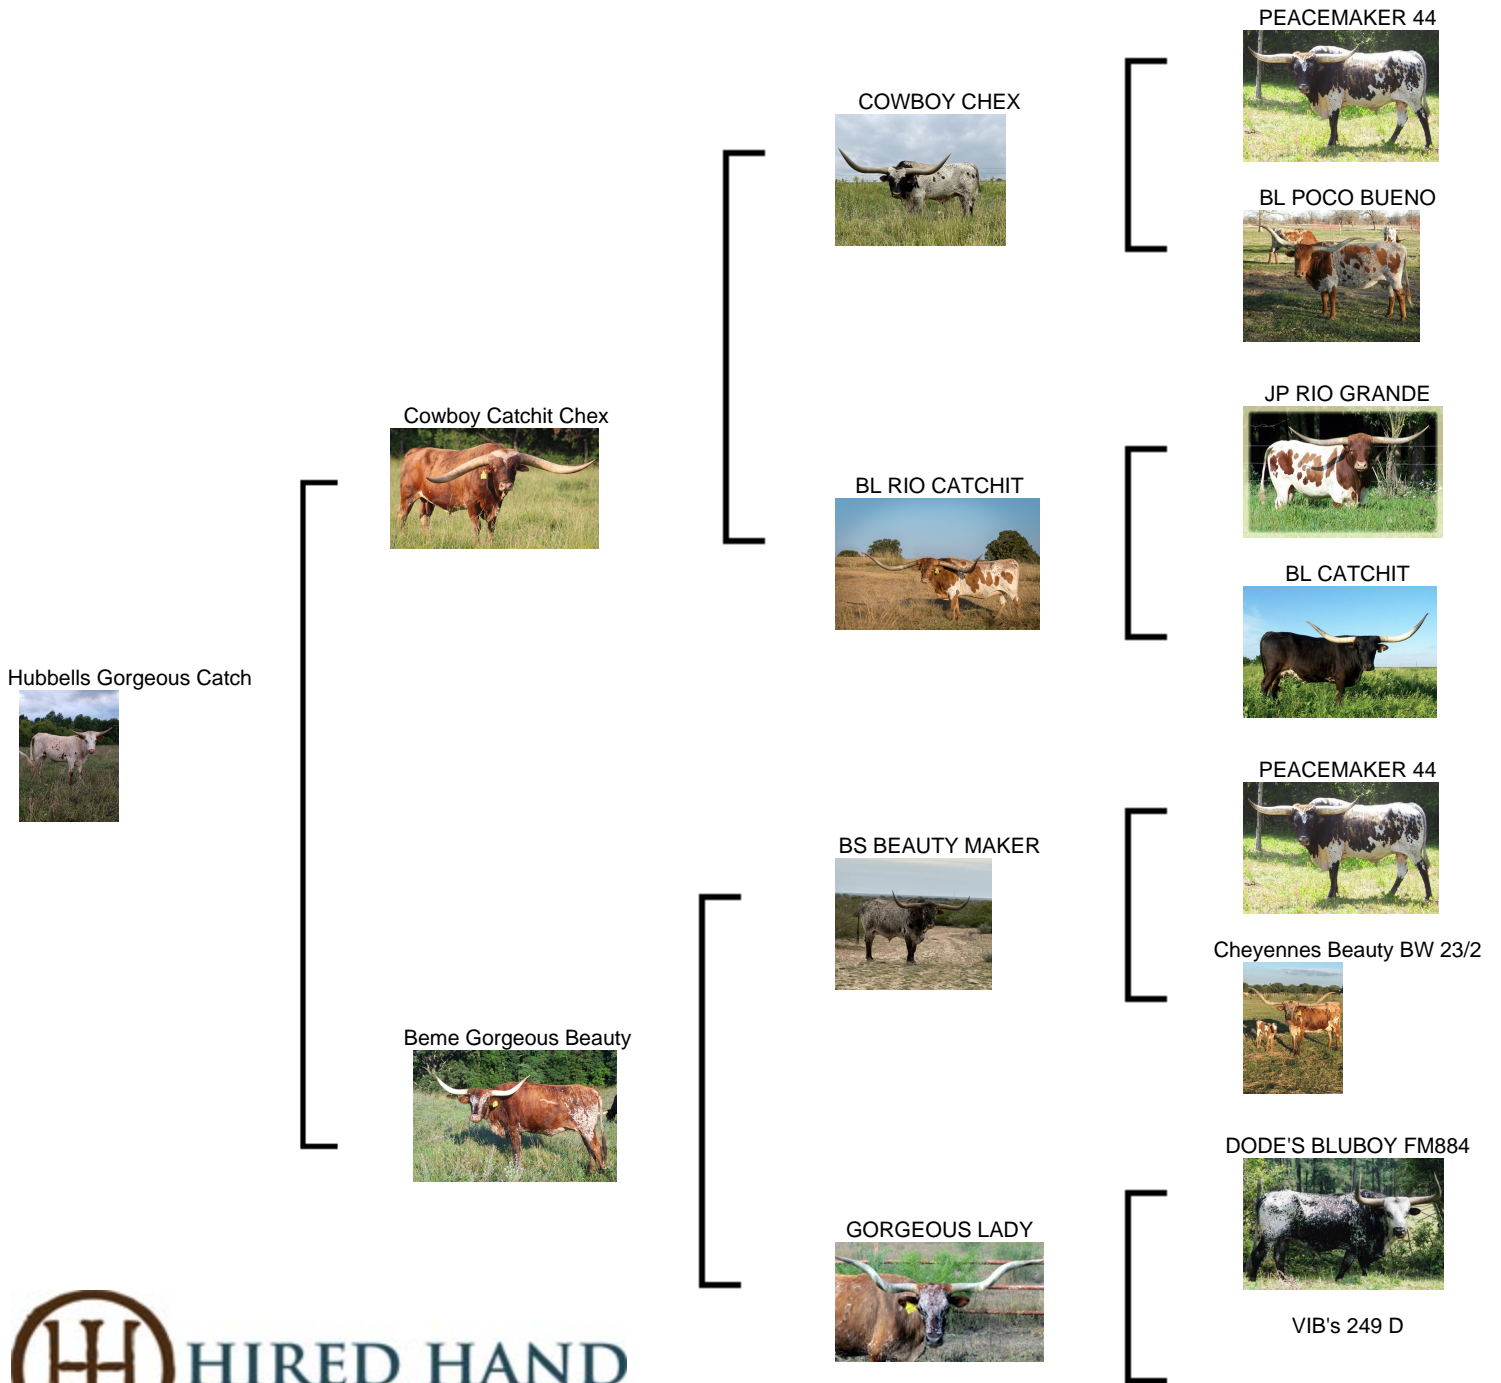 PEACEMAKER 44
COWBOY CHEX
BL POCO BUENO
JP RIO GRANDE
Cowboy Catchit Chex
BL RIO CATCHIT
BL CATCHIT
Hubbells Gorgeous Catch
PEACEMAKER 44
BS BEAUTY MAKER
Cheyennes Beauty BW 23/2
Beme Gorgeous Beauty
DODE'S BLUBOY FM884
GORGEOUS LADY
VIB's 249 D
HIRED HAND